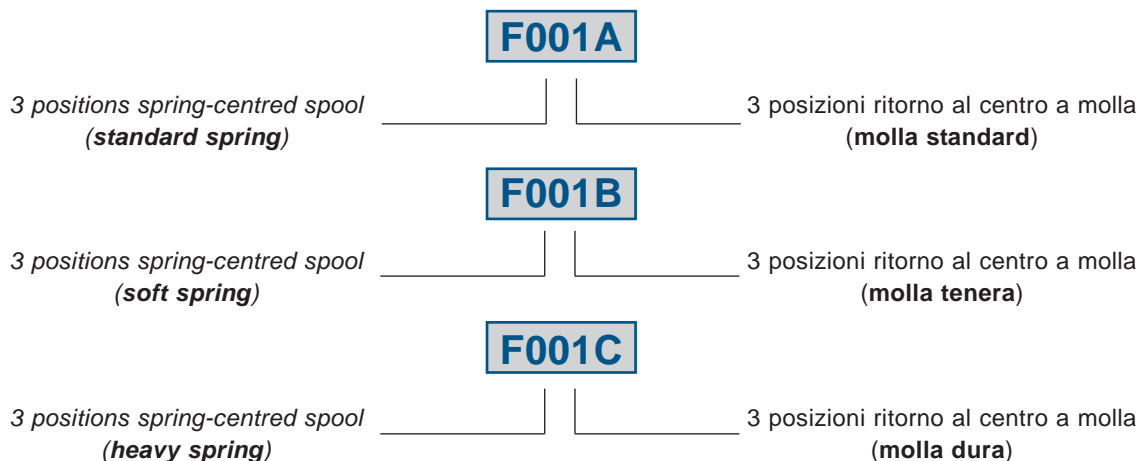 F001A
3 positions spring-centred spool
(standard spring)
3 posizioni ritorno al centro a molla
(molla standard)
F001B
3 positions spring-centred spool
(soft spring)
3 posizioni ritorno al centro a molla
(molla tenera)
F001C
3 positions spring-centred spool
(heavy spring)
3 posizioni ritorno al centro a molla
(molla dura)